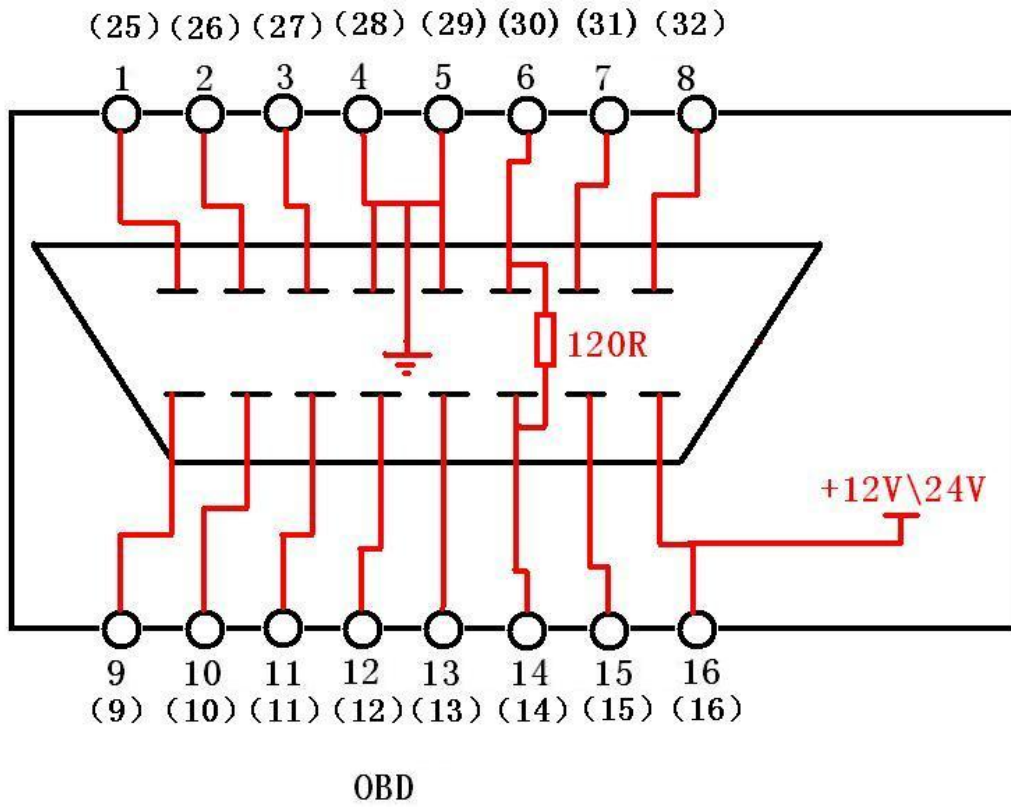 (25) (26) (27) (28) (29) (30) (31) (32)
1 2 3 4 5 6 7 8
120R
+12V\24V
9 10 11 12 13 14 15 16
(9) (10) (11) (12) (13) (14) (15) (16)
OBD